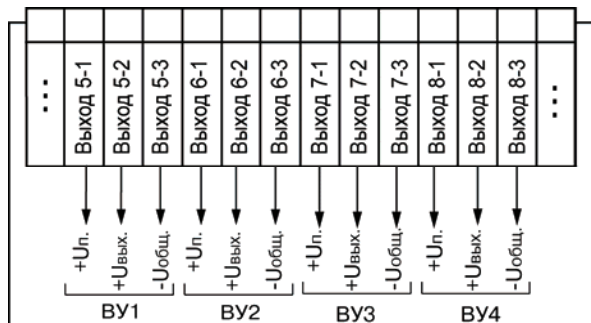 ...
Выход 5-1
Выход 5-2
Выход 5-3
Выход 6-1
Выход 6-2
Выход 6-3
Выход 7-1
Выход 7-2
Выход 7-3
Выход 8-1
Выход 8-2
Выход 8-3
...
+Uп.
+Uвых.
-Uобщ.
+Uп.
+Uвых.
-Uобщ.
+Uп.
+Uвых.
-Uобщ.
+Uп.
+Uвых.
-Uобщ.
ВУ1
ВУ2
ВУ3
ВУ4